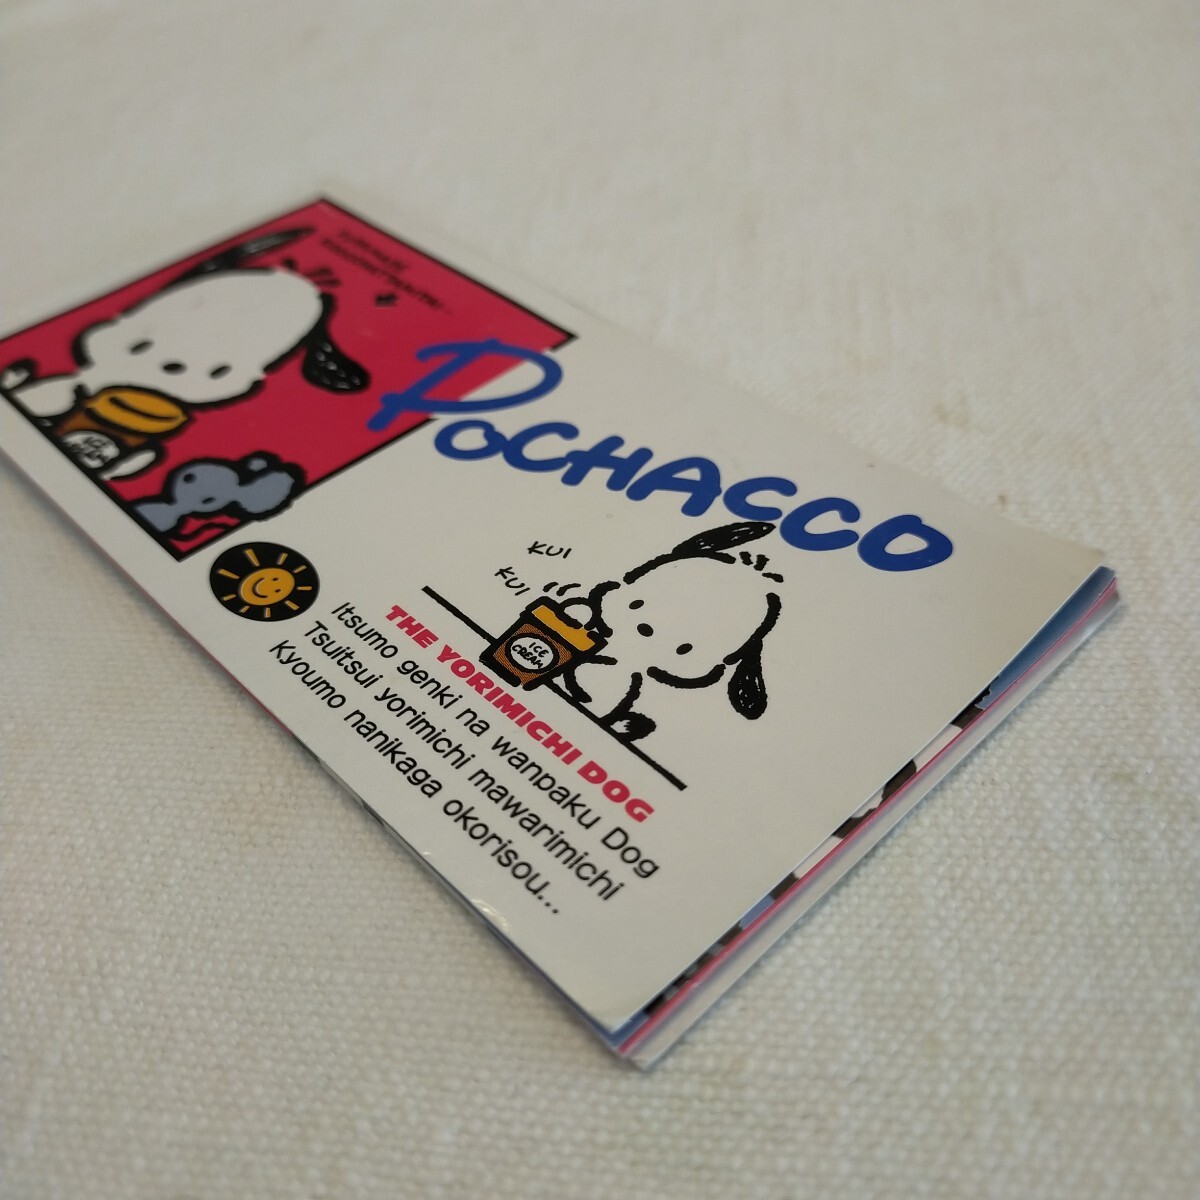 POCHACCO
KUI
KUI
ICE
CREAM
ICE
THE YORIMICHI DOG
Itsumo genki na wanpaku Dog
Tsuitsui yorimichi mawarimichi
Kyoumo nanikaga okorisou...